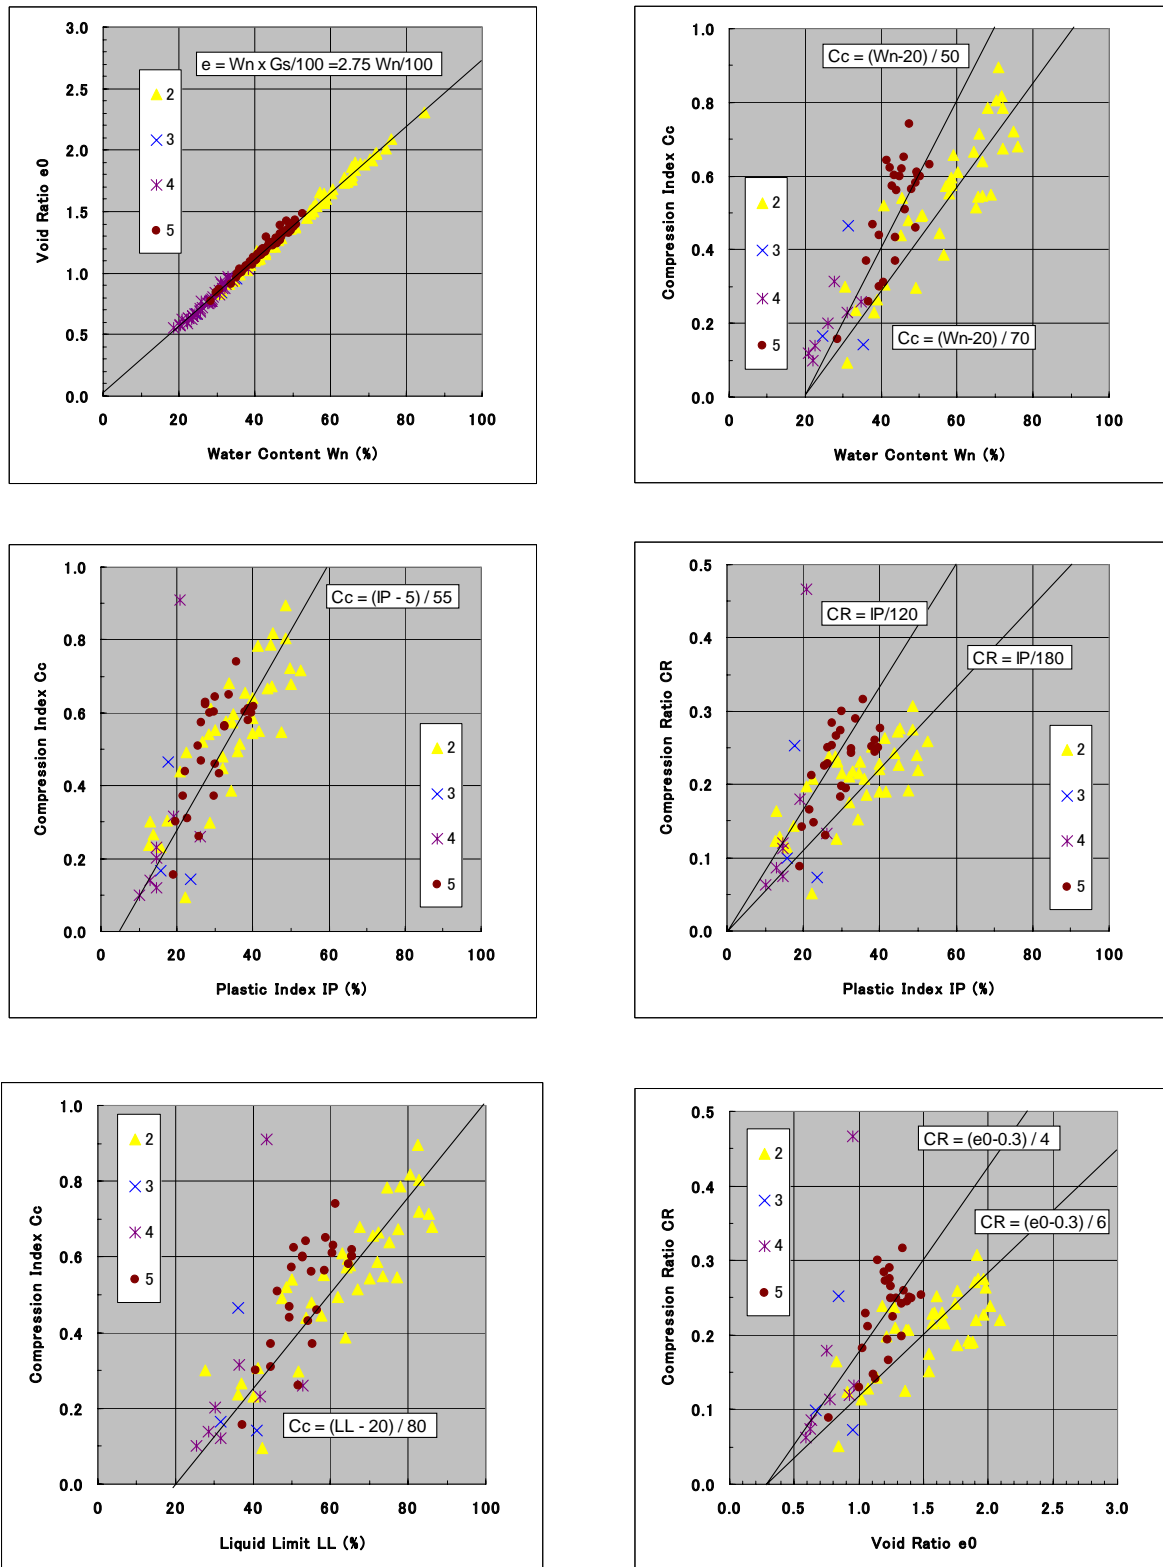 3.0
2.5
2.0
1.5
1.0
0.5
0.0
Void Ratio e0
e = Wn x Gs/100 =2.75 Wn/100
2
3
4
5
0 20 40 60 80 100
Water Content Wn (%)
1.0
0.8
0.6
0.4
0.2
0.0
Compression Index Cc
Cc = (Wn-20) / 50
2
3
4
5
Cc = (Wn-20) / 70
0 20 40 60 80 100
Water Content Wn (%)
1.0
0.8
0.6
0.4
0.2
0.0
Compression Index Cc
Cc = (IP - 5) / 55
2
3
4
5
0 20 40 60 80 100
Plastic Index IP (%)
0.5
0.4
0.3
0.2
0.1
0.0
Compression Ratio CR
CR = IP/120
CR = IP/180
2
3
4
5
0 20 40 60 80 100
Plastic Index IP (%)
1.0
0.8
0.6
0.4
0.2
0.0
Compression Index Cc
2
3
4
5
Cc = (LL - 20) / 80
0 20 40 60 80 100
Liquid Limit LL (%)
0.5
0.4
0.3
0.2
0.1
0.0
Compression Ratio CR
CR = (e0-0.3) / 4
2
3
4
5
CR = (e0-0.3) / 6
0.0 0.5 1.0 1.5 2.0 2.5 3.0
Void Ratio e0